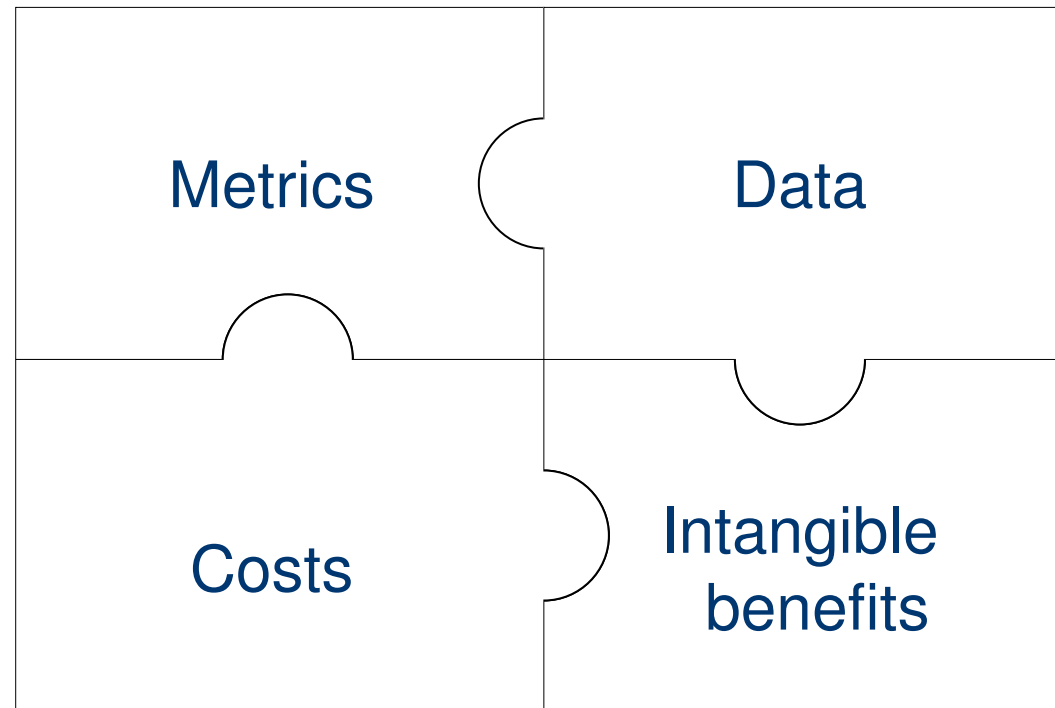 Metrics
Data
Costs
Intangible
benefits